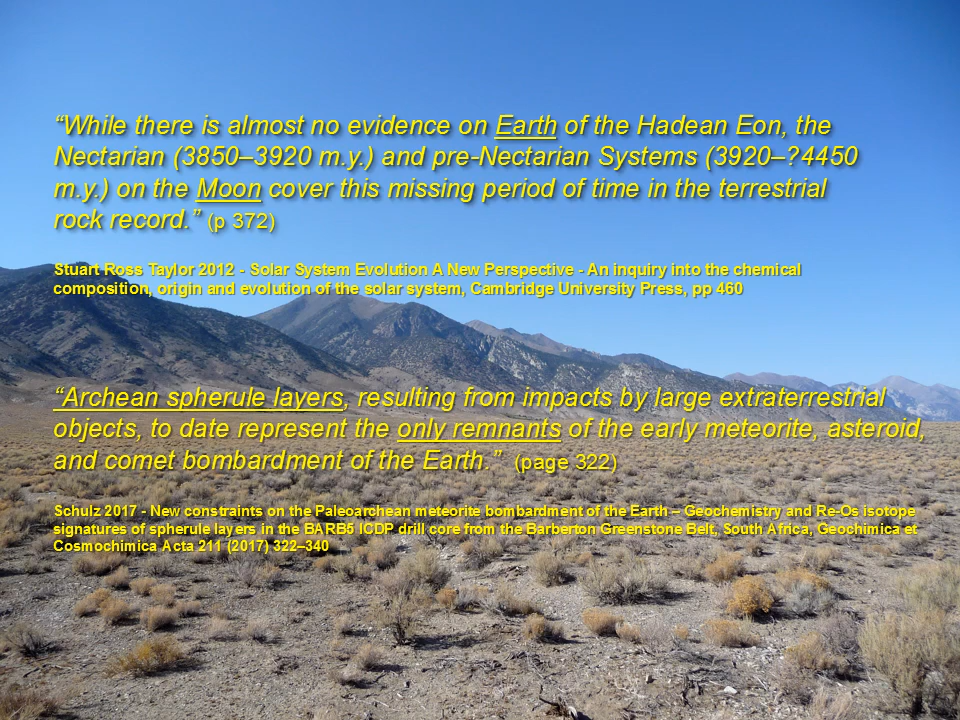 “While there is almost no evidence on Earth of the Hadean Eon, the
Nectarian (3850–3920 m.y.) and pre-Nectarian Systems (3920–?4450
m.y.) on the Moon cover this missing period of time in the terrestrial
rock record.” (p 372)
Stuart Ross Taylor 2012 - Solar System Evolution A New Perspective - An inquiry into the chemical
composition, origin and evolution of the solar system, Cambridge University Press, pp 460
“Archean spherule layers, resulting from impacts by large extraterrestrial
objects, to date represent the only remnants of the early meteorite, asteroid,
and comet bombardment of the Earth.” (page 322)
Schulz 2017 - New constraints on the Paleoarchean meteorite bombardment of the Earth – Geochemistry and Re-Os isotope
signatures of spherule layers in the BARB5 ICDP drill core from the Barberton Greenstone Belt, South Africa, Geochimica et
Cosmochimica Acta 211 (2017) 322–340